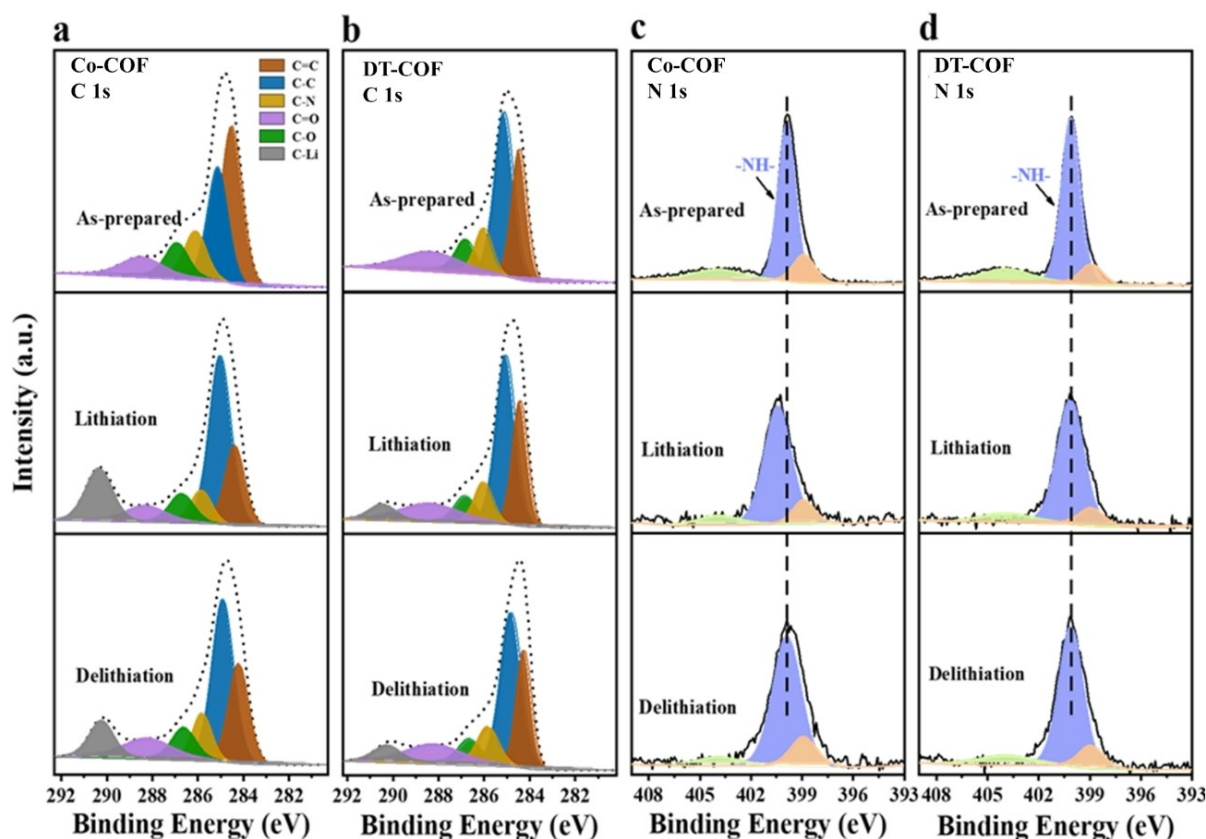 a
Co-COF
C 1s
C=C
C-C
C-N
C=O
C-O
C-Li
As-prepared
Lithiation
Delithiation
292 290 288 286 284 282
Binding Energy (eV)
b
DT-COF
C 1s
As-prepared
Lithiation
Delithiation
292 290 288 286 284 282
Binding Energy (eV)
c
Co-COF
N 1s
-NH-
As-prepared
Lithiation
Delithiation
408 405 402 399 396 393
Binding Energy (eV)
d
DT-COF
N 1s
-NH-
As-prepared
Lithiation
Delithiation
408 405 402 399 396 393
Binding Energy (eV)
Intensity (a.u.)